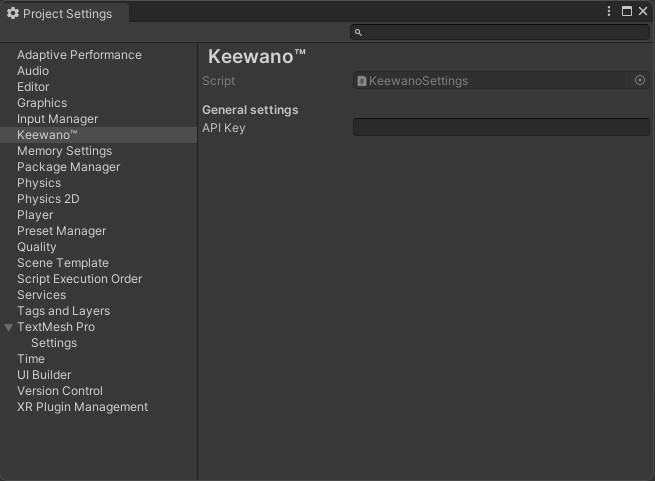 Project Settings
Adaptive Performance
Audio
Editor
Graphics
Input Manager
Keewano™
Memory Settings
Package Manager
Physics
Physics 2D
Player
Preset Manager
Quality
Scene Template
Script Execution Order
Services
Tags and Layers
TextMesh Pro
Settings
Time
UI Builder
Version Control
XR Plugin Management
Keewano™
Script
KeewanoSettings
General settings
API Key